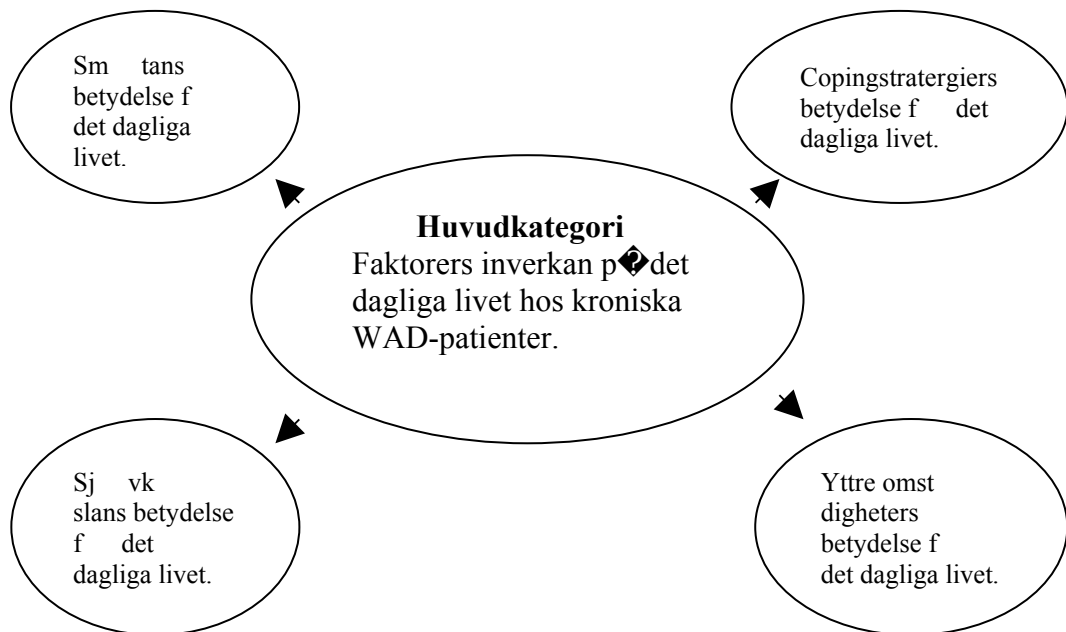 Sm tans
betydelse f
det dagliga
livet.
Copingstratergiers
betydelse f det
dagliga livet.
Huvudkategori
Faktorers inverkan p�det
dagliga livet hos kroniska
WAD-patienter.
Sj vk
slans betydelse
f det
dagliga livet.
Yttre omst
digheters
betydelse f
det dagliga livet.